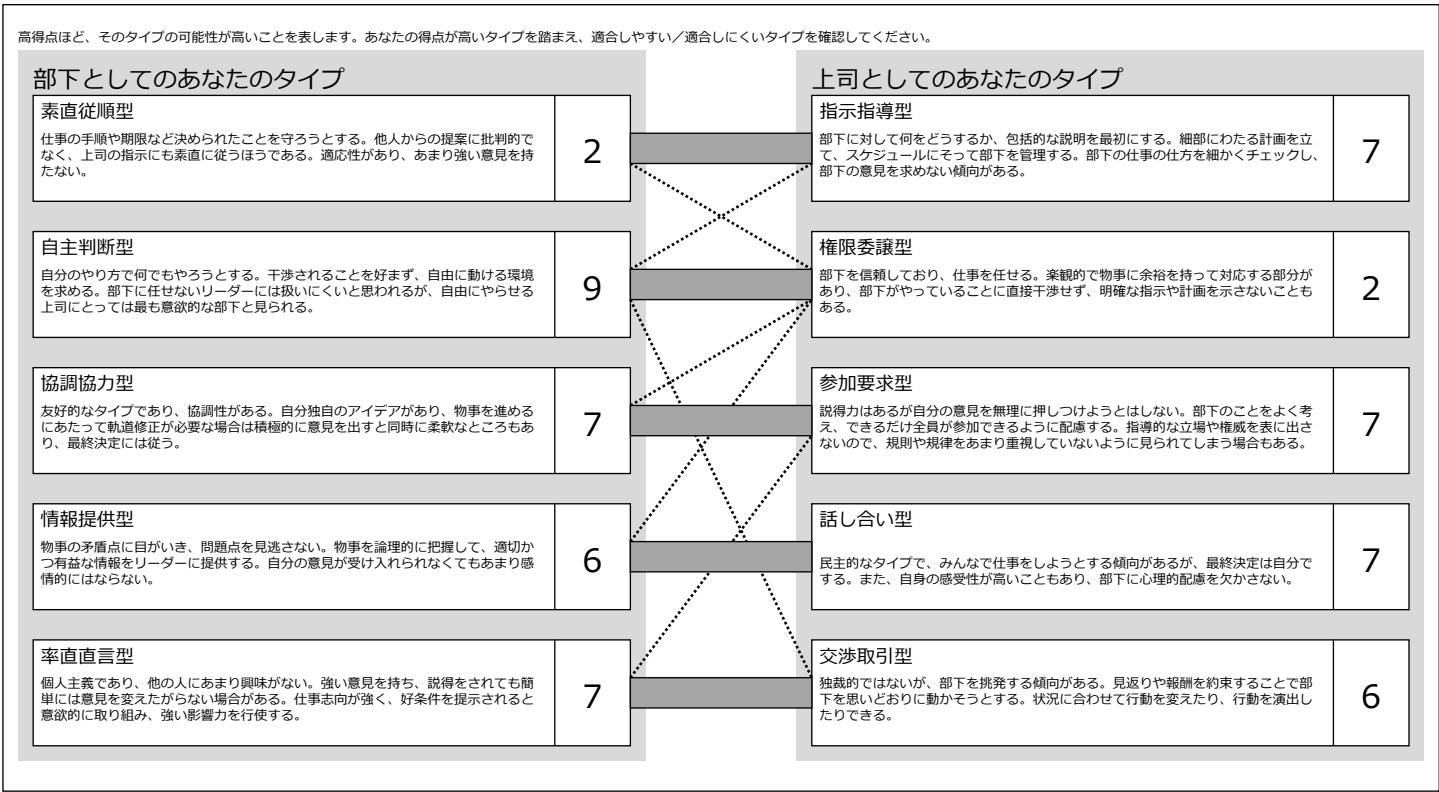 高得点ほど、そのタイプの可能性が高いことを表します。あなたの得点が高いタイプを踏まえ、適合しやすい／適合しにくいタイプを確認してください。
部下としてのあなたのタイプ
素直従順型
仕事の手順や期限など決められたことを守ろうとする。他人からの提案に批判的で
なく、上司の指示にも素直に従うほうである。適応性があり、あまり強い意見を持
たない。
2
自主判断型
自分のやり方で何でもやろうとする。干渉されることを好まず、自由に動ける環境
を求める。部下に任せないリーダーには扱いにくいと思われるが、自由にやらせる
上司にとっては最も意欲的な部下と見られる。
9
協調協力型
友好的なタイプであり、協調性がある。自分独自のアイデアがあり、物事を進める
にあたって軌道修正が必要な場合は積極的に意見を出すと同時に柔軟なところもあ
り、最終決定には従う。
7
情報提供型
物事の矛盾点に目がいき、問題点を見逃さない。物事を論理的に把握して、適切か
つ有益な情報をリーダーに提供する。自分の意見が受け入れられなくてもあまり感
情的にはならない。
6
率直直言型
個人主義であり、他の人にあまり興味がない。強い意見を持ち、説得をされても簡
単には意見を変えたがらない場合がある。仕事志向が強く、好条件を提示されると
意欲的に取り組み、強い影響力を行使する。
7
上司としてのあなたのタイプ
指示指導型
部下に対して何をどうするか、包括的な説明を最初にする。細部にわたる計画を立
て、スケジュールにそって部下を管理する。部下の仕事の仕方を細かくチェックし、
部下の意見を求めない傾向がある。
7
権限委譲型
部下を信頼しており、仕事を任せる。楽観的で物事に余裕を持って対応する部分が
あり、部下がやっていることに直接干渉せず、明確な指示や計画を示さないことも
ある。
2
参加要求型
説得力はあるが自分の意見を無理に押しつけようとはしない。部下のことをよく考
え、できるだけ全員が参加できるように配慮する。指導的な立場や権威を表に出さ
ないので、規則や規律をあまり重視していないように見られてしまう場合もある。
7
話し合い型
民主的なタイプで、みんなで仕事をしようとする傾向があるが、最終決定は自分で
する。また、自身の感受性が高いこともあり、部下に心理的配慮を欠かさない。
7
交渉取引型
独裁的ではないが、部下を挑発する傾向がある。見返りや報酬を約束することで部
下を思いどおりに動かそうとする。状況に合わせて行動を変えたり、行動を演出し
たりできる。
6